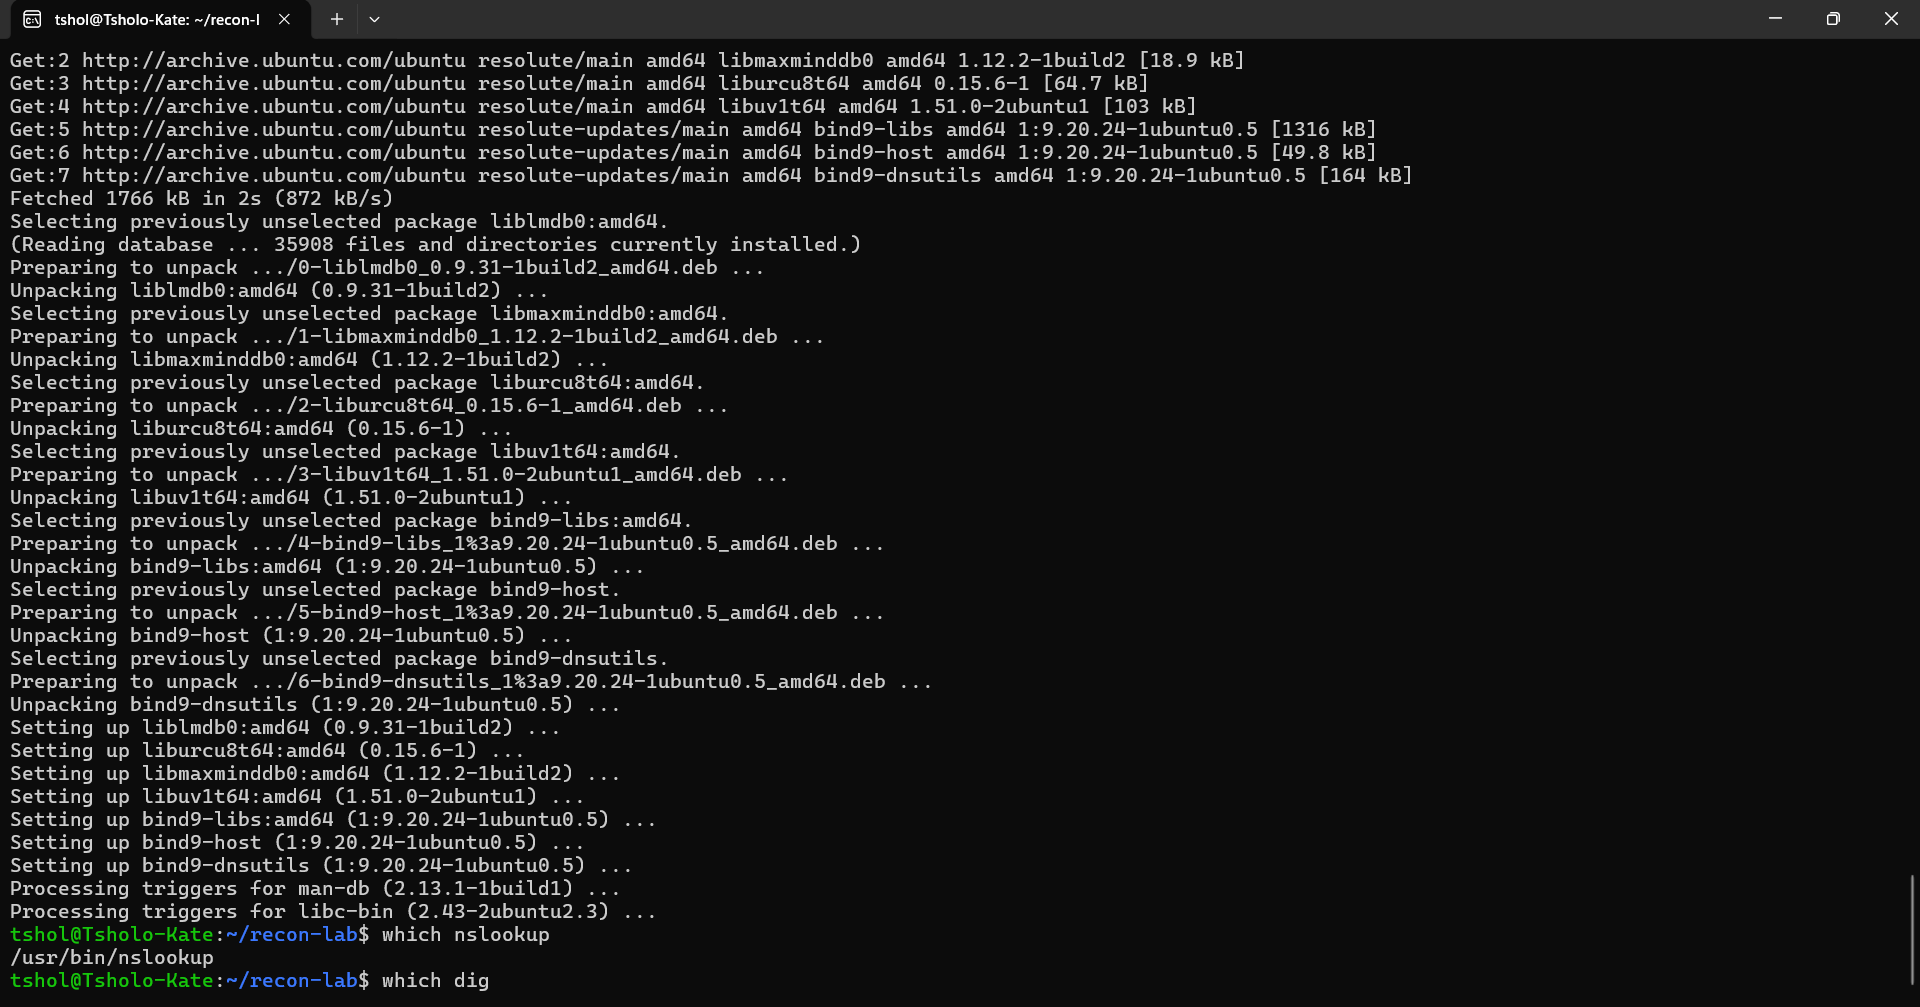 tshol@Tsholo-Kate: ~/recon-l
Get:2 http://archive.ubuntu.com/ubuntu resolute/main amd64 libmaxminddb0 amd64 1.12.2-1build2 [18.9 kB]
Get:3 http://archive.ubuntu.com/ubuntu resolute/main amd64 liburcu8t64 amd64 0.15.6-1 [64.7 kB]
Get:4 http://archive.ubuntu.com/ubuntu resolute/main amd64 libuv1t64 amd64 1.51.0-2ubuntu1 [103 kB]
Get:5 http://archive.ubuntu.com/ubuntu resolute-updates/main amd64 bind9-libs amd64 1:9.20.24-1ubuntu0.5 [1316 kB]
Get:6 http://archive.ubuntu.com/ubuntu resolute-updates/main amd64 bind9-host amd64 1:9.20.24-1ubuntu0.5 [49.8 kB]
Get:7 http://archive.ubuntu.com/ubuntu resolute-updates/main amd64 bind9-dnsutils amd64 1:9.20.24-1ubuntu0.5 [164 kB]
Fetched 1766 kB in 2s (872 kB/s)
Selecting previously unselected package liblmdb0:amd64.
(Reading database ... 35908 files and directories currently installed.)
Preparing to unpack .../0-liblmdb0_0.9.31-1build2_amd64.deb ...
Unpacking liblmdb0:amd64 (0.9.31-1build2) ...
Selecting previously unselected package libmaxminddb0:amd64.
Preparing to unpack .../1-libmaxminddb0_1.12.2-1build2_amd64.deb ...
Unpacking libmaxminddb0:amd64 (1.12.2-1build2) ...
Selecting previously unselected package liburcu8t64:amd64.
Preparing to unpack .../2-liburcu8t64_0.15.6-1_amd64.deb ...
Unpacking liburcu8t64:amd64 (0.15.6-1) ...
Selecting previously unselected package libuv1t64:amd64.
Preparing to unpack .../3-libuv1t64_1.51.0-2ubuntu1_amd64.deb ...
Unpacking libuv1t64:amd64 (1.51.0-2ubuntu1) ...
Selecting previously unselected package bind9-libs:amd64.
Preparing to unpack .../4-bind9-libs_1%3a9.20.24-1ubuntu0.5_amd64.deb ...
Unpacking bind9-libs:amd64 (1:9.20.24-1ubuntu0.5) ...
Selecting previously unselected package bind9-host.
Preparing to unpack .../5-bind9-host_1%3a9.20.24-1ubuntu0.5_amd64.deb ...
Unpacking bind9-host (1:9.20.24-1ubuntu0.5) ...
Selecting previously unselected package bind9-dnsutils.
Preparing to unpack .../6-bind9-dnsutils_1%3a9.20.24-1ubuntu0.5_amd64.deb ...
Unpacking bind9-dnsutils (1:9.20.24-1ubuntu0.5) ...
Setting up liblmdb0:amd64 (0.9.31-1build2) ...
Setting up liburcu8t64:amd64 (0.15.6-1) ...
Setting up libmaxminddb0:amd64 (1.12.2-1build2) ...
Setting up libuv1t64:amd64 (1.51.0-2ubuntu1) ...
Setting up bind9-libs:amd64 (1:9.20.24-1ubuntu0.5) ...
Setting up bind9-host (1:9.20.24-1ubuntu0.5) ...
Setting up bind9-dnsutils (1:9.20.24-1ubuntu0.5) ...
Processing triggers for man-db (2.13.1-1build1) ...
Processing triggers for libc-bin (2.43-2ubuntu2.3) ...
tshol@Tsholo-Kate:~/recon-lab$ which nslookup
/usr/bin/nslookup
tshol@Tsholo-Kate:~/recon-lab$ which dig